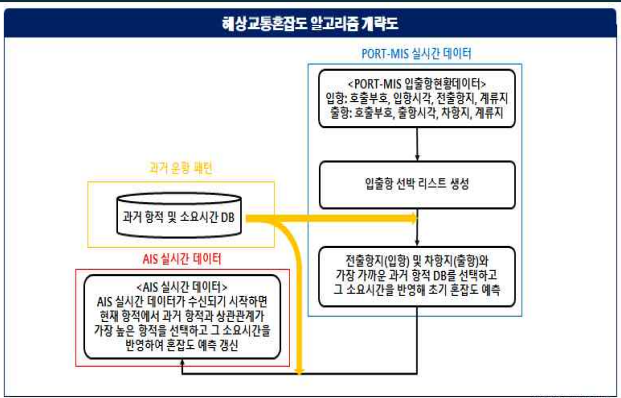 해상교통혼잡도 알고리즘 개략도
PORT-MIS 실시간 데이터
<PORT-MIS 입출항현황데이터>
입항: 호출부호, 입항시각, 전출항지, 계류지
출항: 호출부호, 출항시각, 차항지, 계류지
입출항 선박 리스트 생성
과거 운항 패턴
과거 항적 및 소요시간 DB
전출항지(입항) 및 차항지(출항)와
가장 가까운 과거 항적 DB를 선택하고
그 소요시간을 반영해 초기 혼잡도 예측
AIS 실시간 데이터
<AIS 실시간 데이터>
AIS 실시간 데이터가 수신되기 시작하면
현재 항적에서 과거 항적과 상관관계가
가장 높은 항적을 선택하고 그 소요시간을
반영하여 혼잡도 예측 갱신